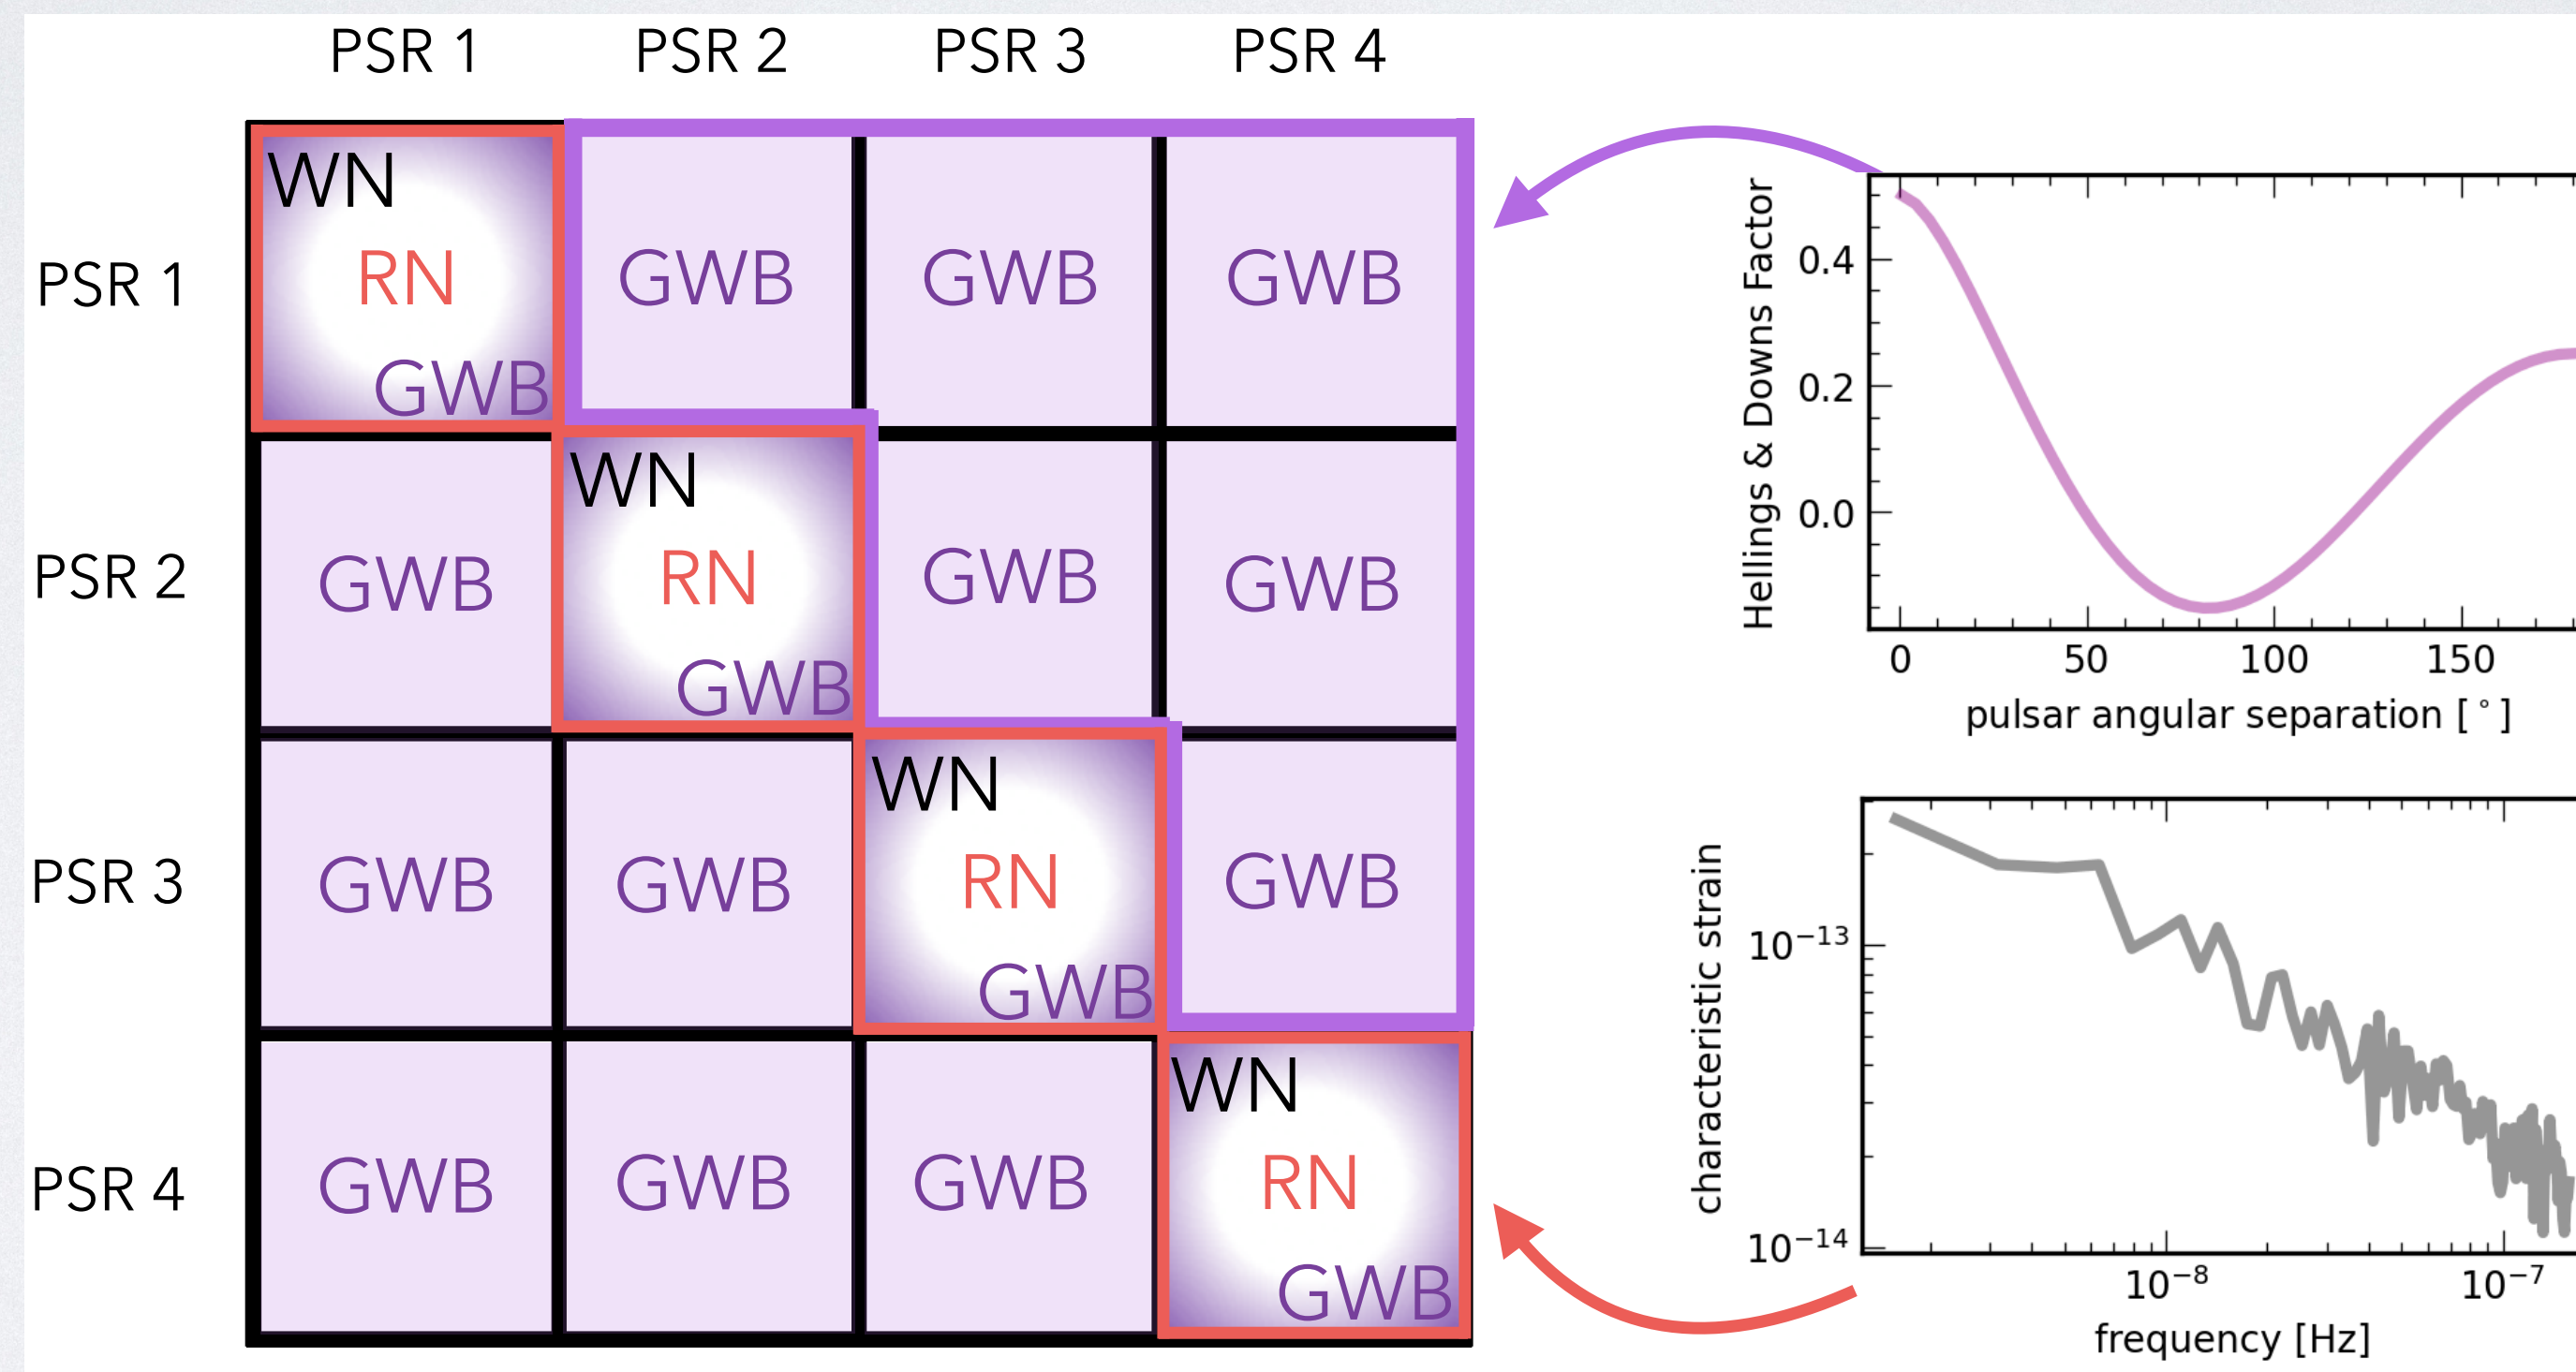 PSR 1 PSR 2 PSR 3 PSR 4
PSR 1
WN
RN
GWB
GWB
GWB
GWB
PSR 2
GWB
WN
RN
GWB
GWB
GWB
PSR 3
GWB
GWB
WN
RN
GWB
GWB
PSR 4
GWB
GWB
GWB
WN
RN
GWB
Hellings & Downs Factor
0.4
0.2
0.0
0 50 100 150
pulsar angular separation [°]
characteristic strain
10⁻¹³
10⁻¹⁴
10⁻⁸ 10⁻⁷
frequency [Hz]